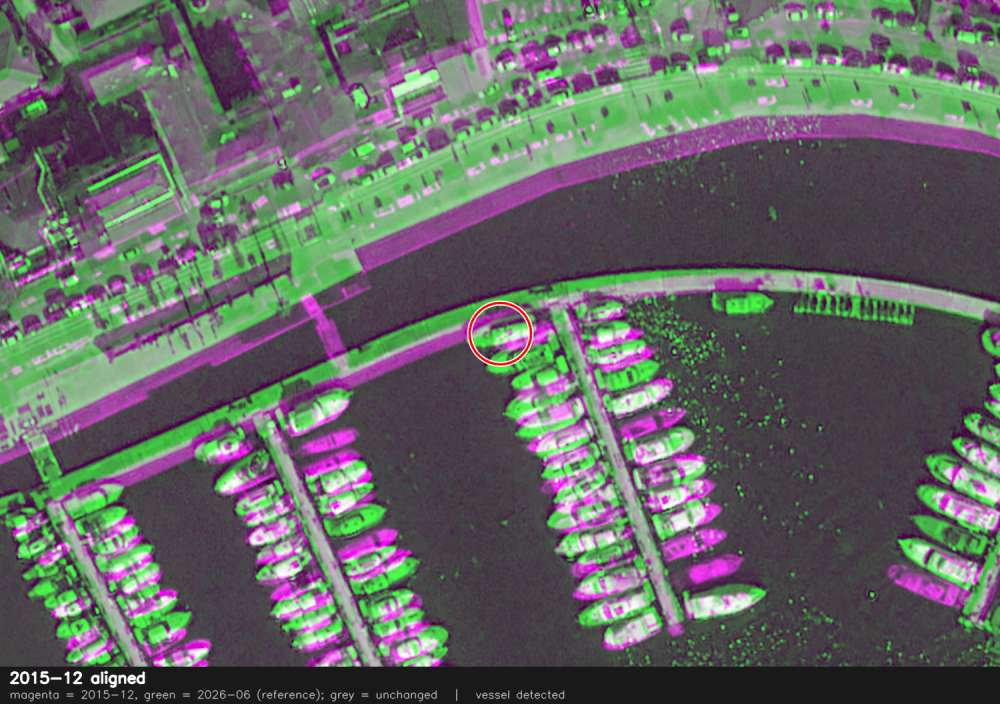 2015-12 aligned
magenta = 2015-12, green = 2026-06 (reference); grey = unchanged | vessel detected